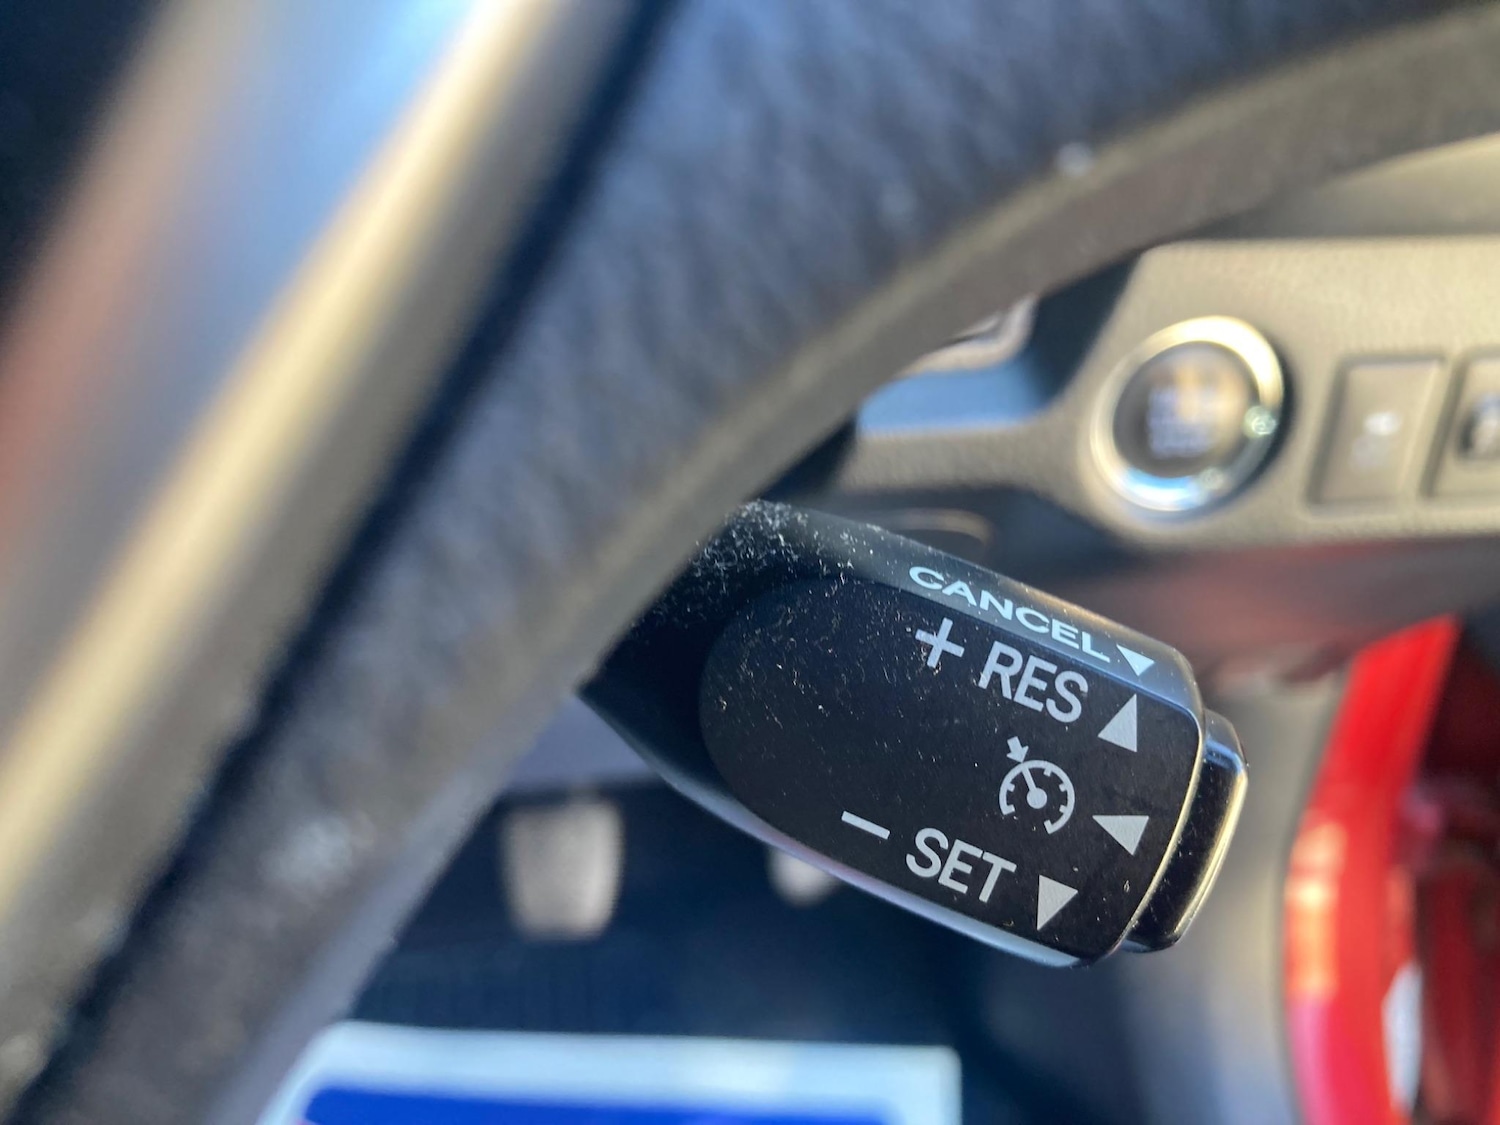 CANCEL
+ RES
− SET